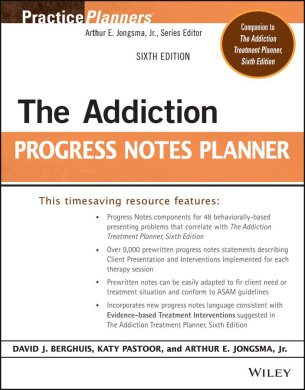 PracticePlanners®
Arthur E. Jongsma, Jr., Series Editor
SIXTH EDITION
Companion to
The Addiction
Treatment Planner,
Sixth Edition
The Addiction
PROGRESS NOTES PLANNER
This timesaving resource features:
• Progress Notes components for 48 behaviorally-based
presenting problems that correlate with The Addiction
Treatment Planner, Sixth Edition
• Over 9,000 prewritten progress notes statements describing
Client Presentation and Interventions Implemented for each
therapy session
• Prewritten notes can be easily adapted to fir client need or
treatment situation and conform to ASAM guidelines
• Incorporates new progress notes language consistent with
Evidence-based Treatment Interventions suggested in
The Addiction Treatment Planner, Sixth Edition
DAVID J. BERGHUIS, KATY PASTOOR, and ARTHUR E. JONGSMA, Jr.
WILEY